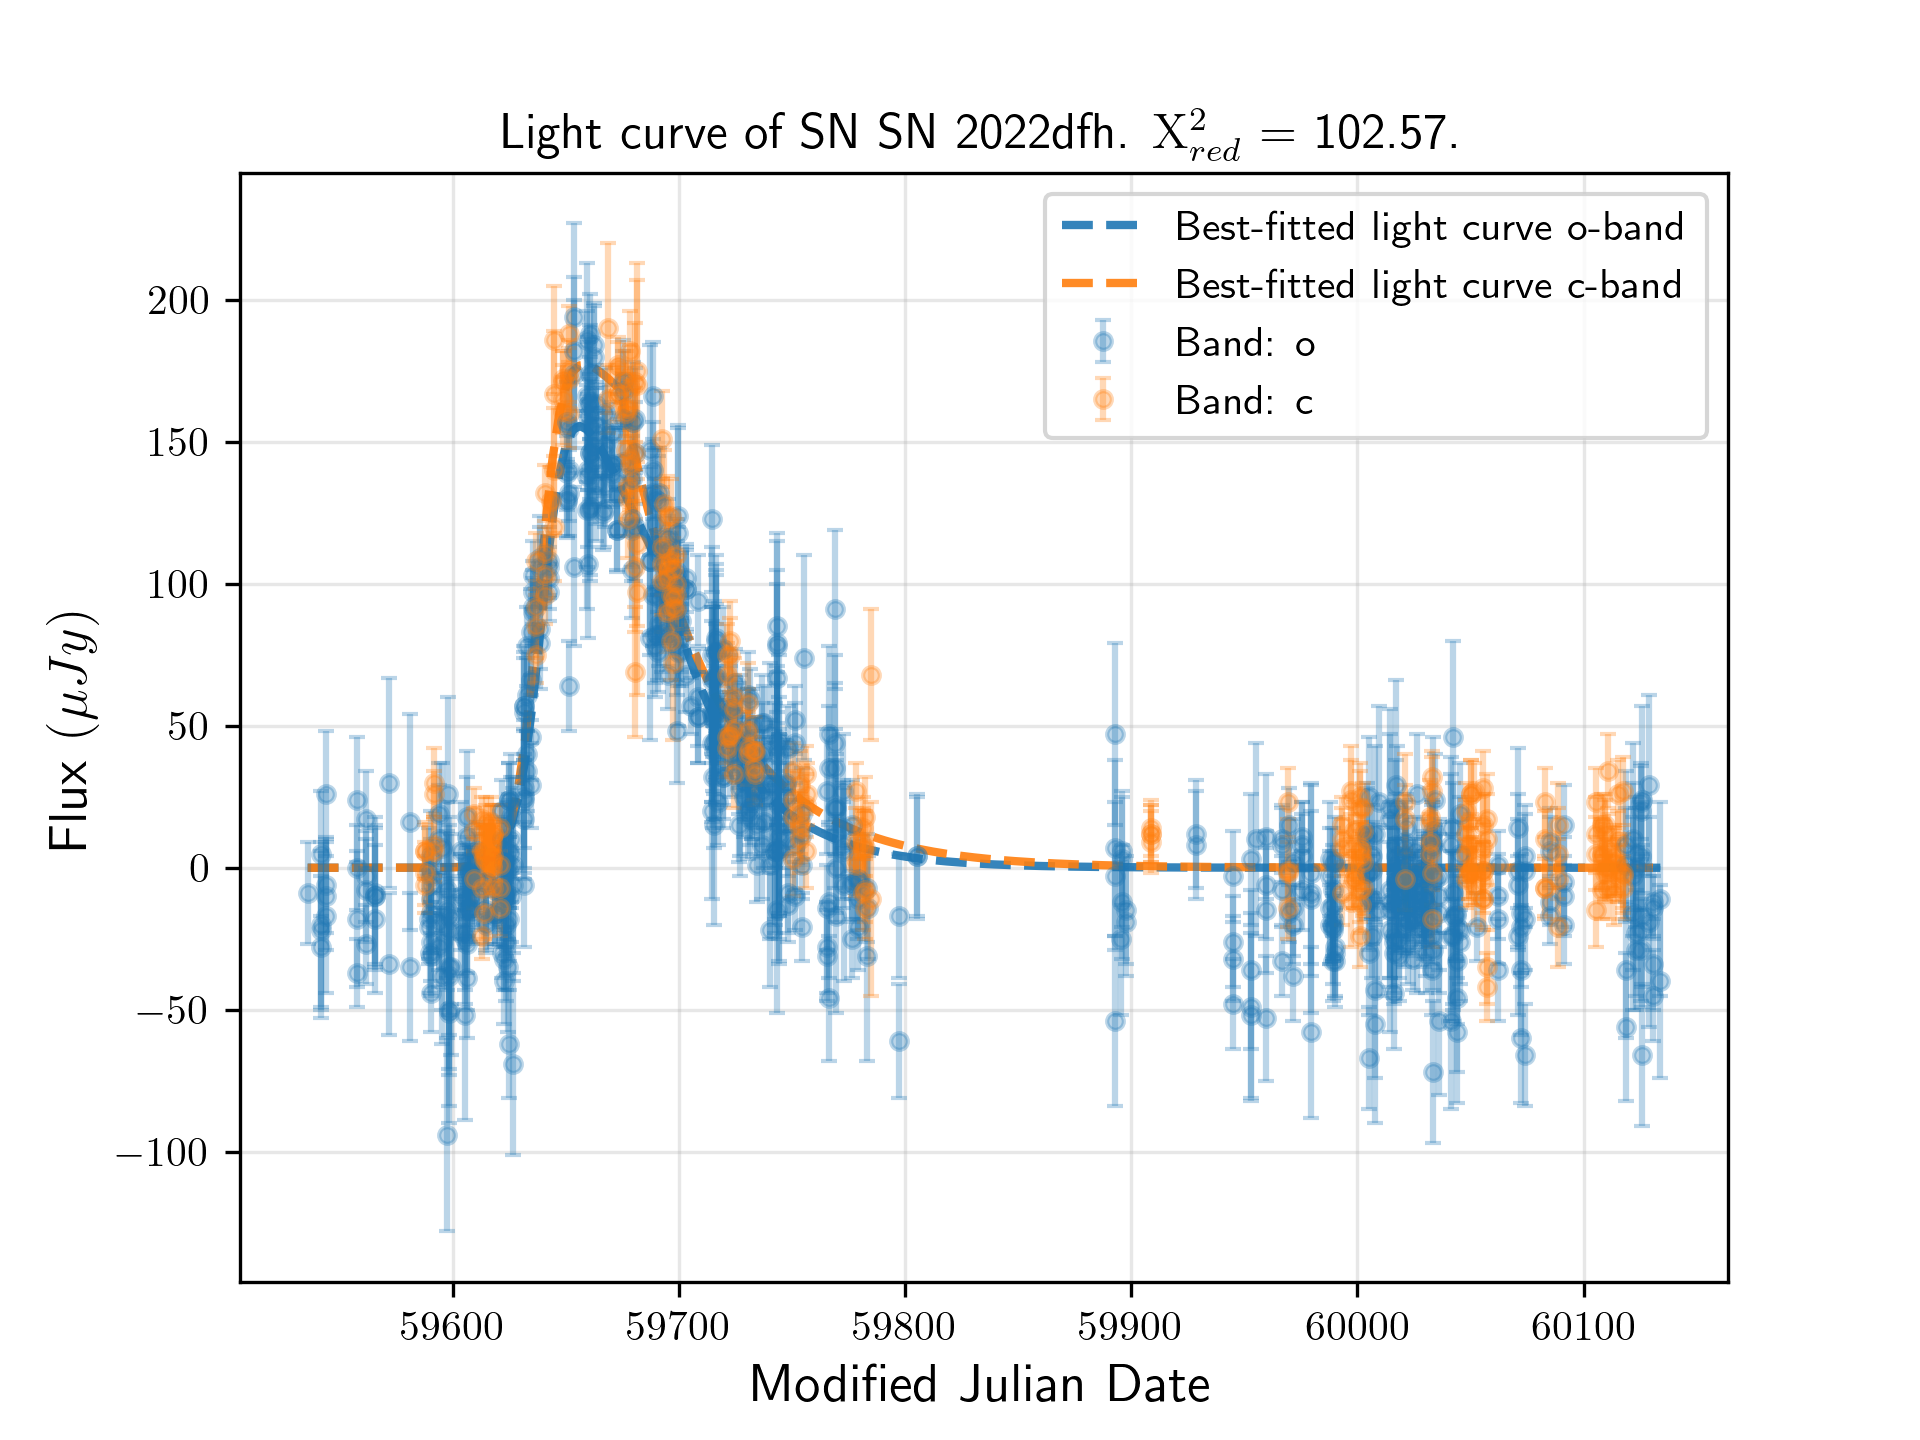 Light curve of SN SN 2022dfh. X²_red = 102.57.
Best-fitted light curve o-band
Best-fitted light curve c-band
Band: o
Band: c
Flux (μJy)
200
150
100
50
0
−50
−100
59600 59700 59800 59900 60000 60100
Modified Julian Date